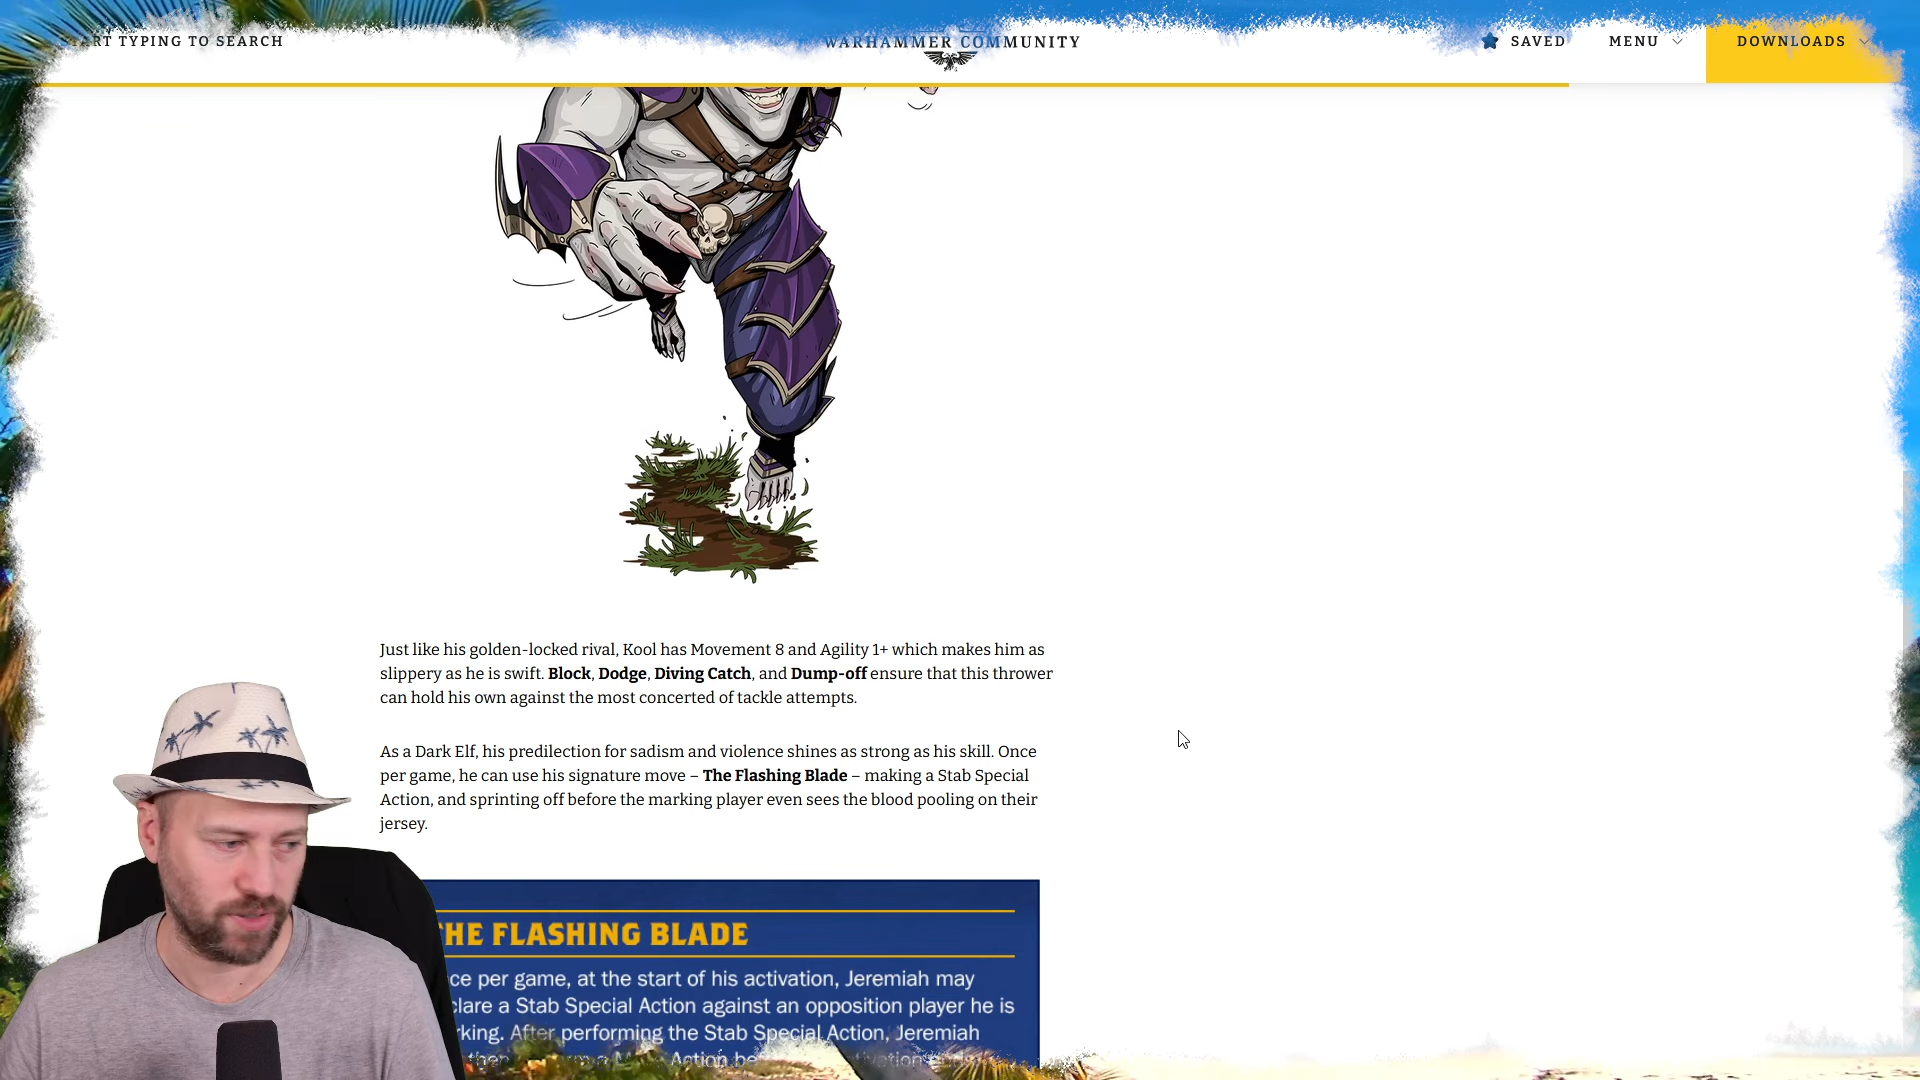 RT TYPING TO SEARCH
WARHAMMER COMMUNITY
SAVED
MENU
DOWNLOADS
Just like his golden-locked rival, Kool has Movement 8 and Agility 1+ which makes him as
slippery as he is swift. Block, Dodge, Diving Catch, and Dump-off ensure that this thrower
can hold his own against the most concerted of tackle attempts.
As a Dark Elf, his predilection for sadism and violence shines as strong as his skill. Once
per game, he can use his signature move – The Flashing Blade – making a Stab Special
Action, and sprinting off before the marking player even sees the blood pooling on their
jersey.
THE FLASHING BLADE
ce per game, at the start of his activation, Jeremiah may
clare a Stab Special Action against an opposition player he is
rking. After performing the Stab Special Action, Jeremiah
Action